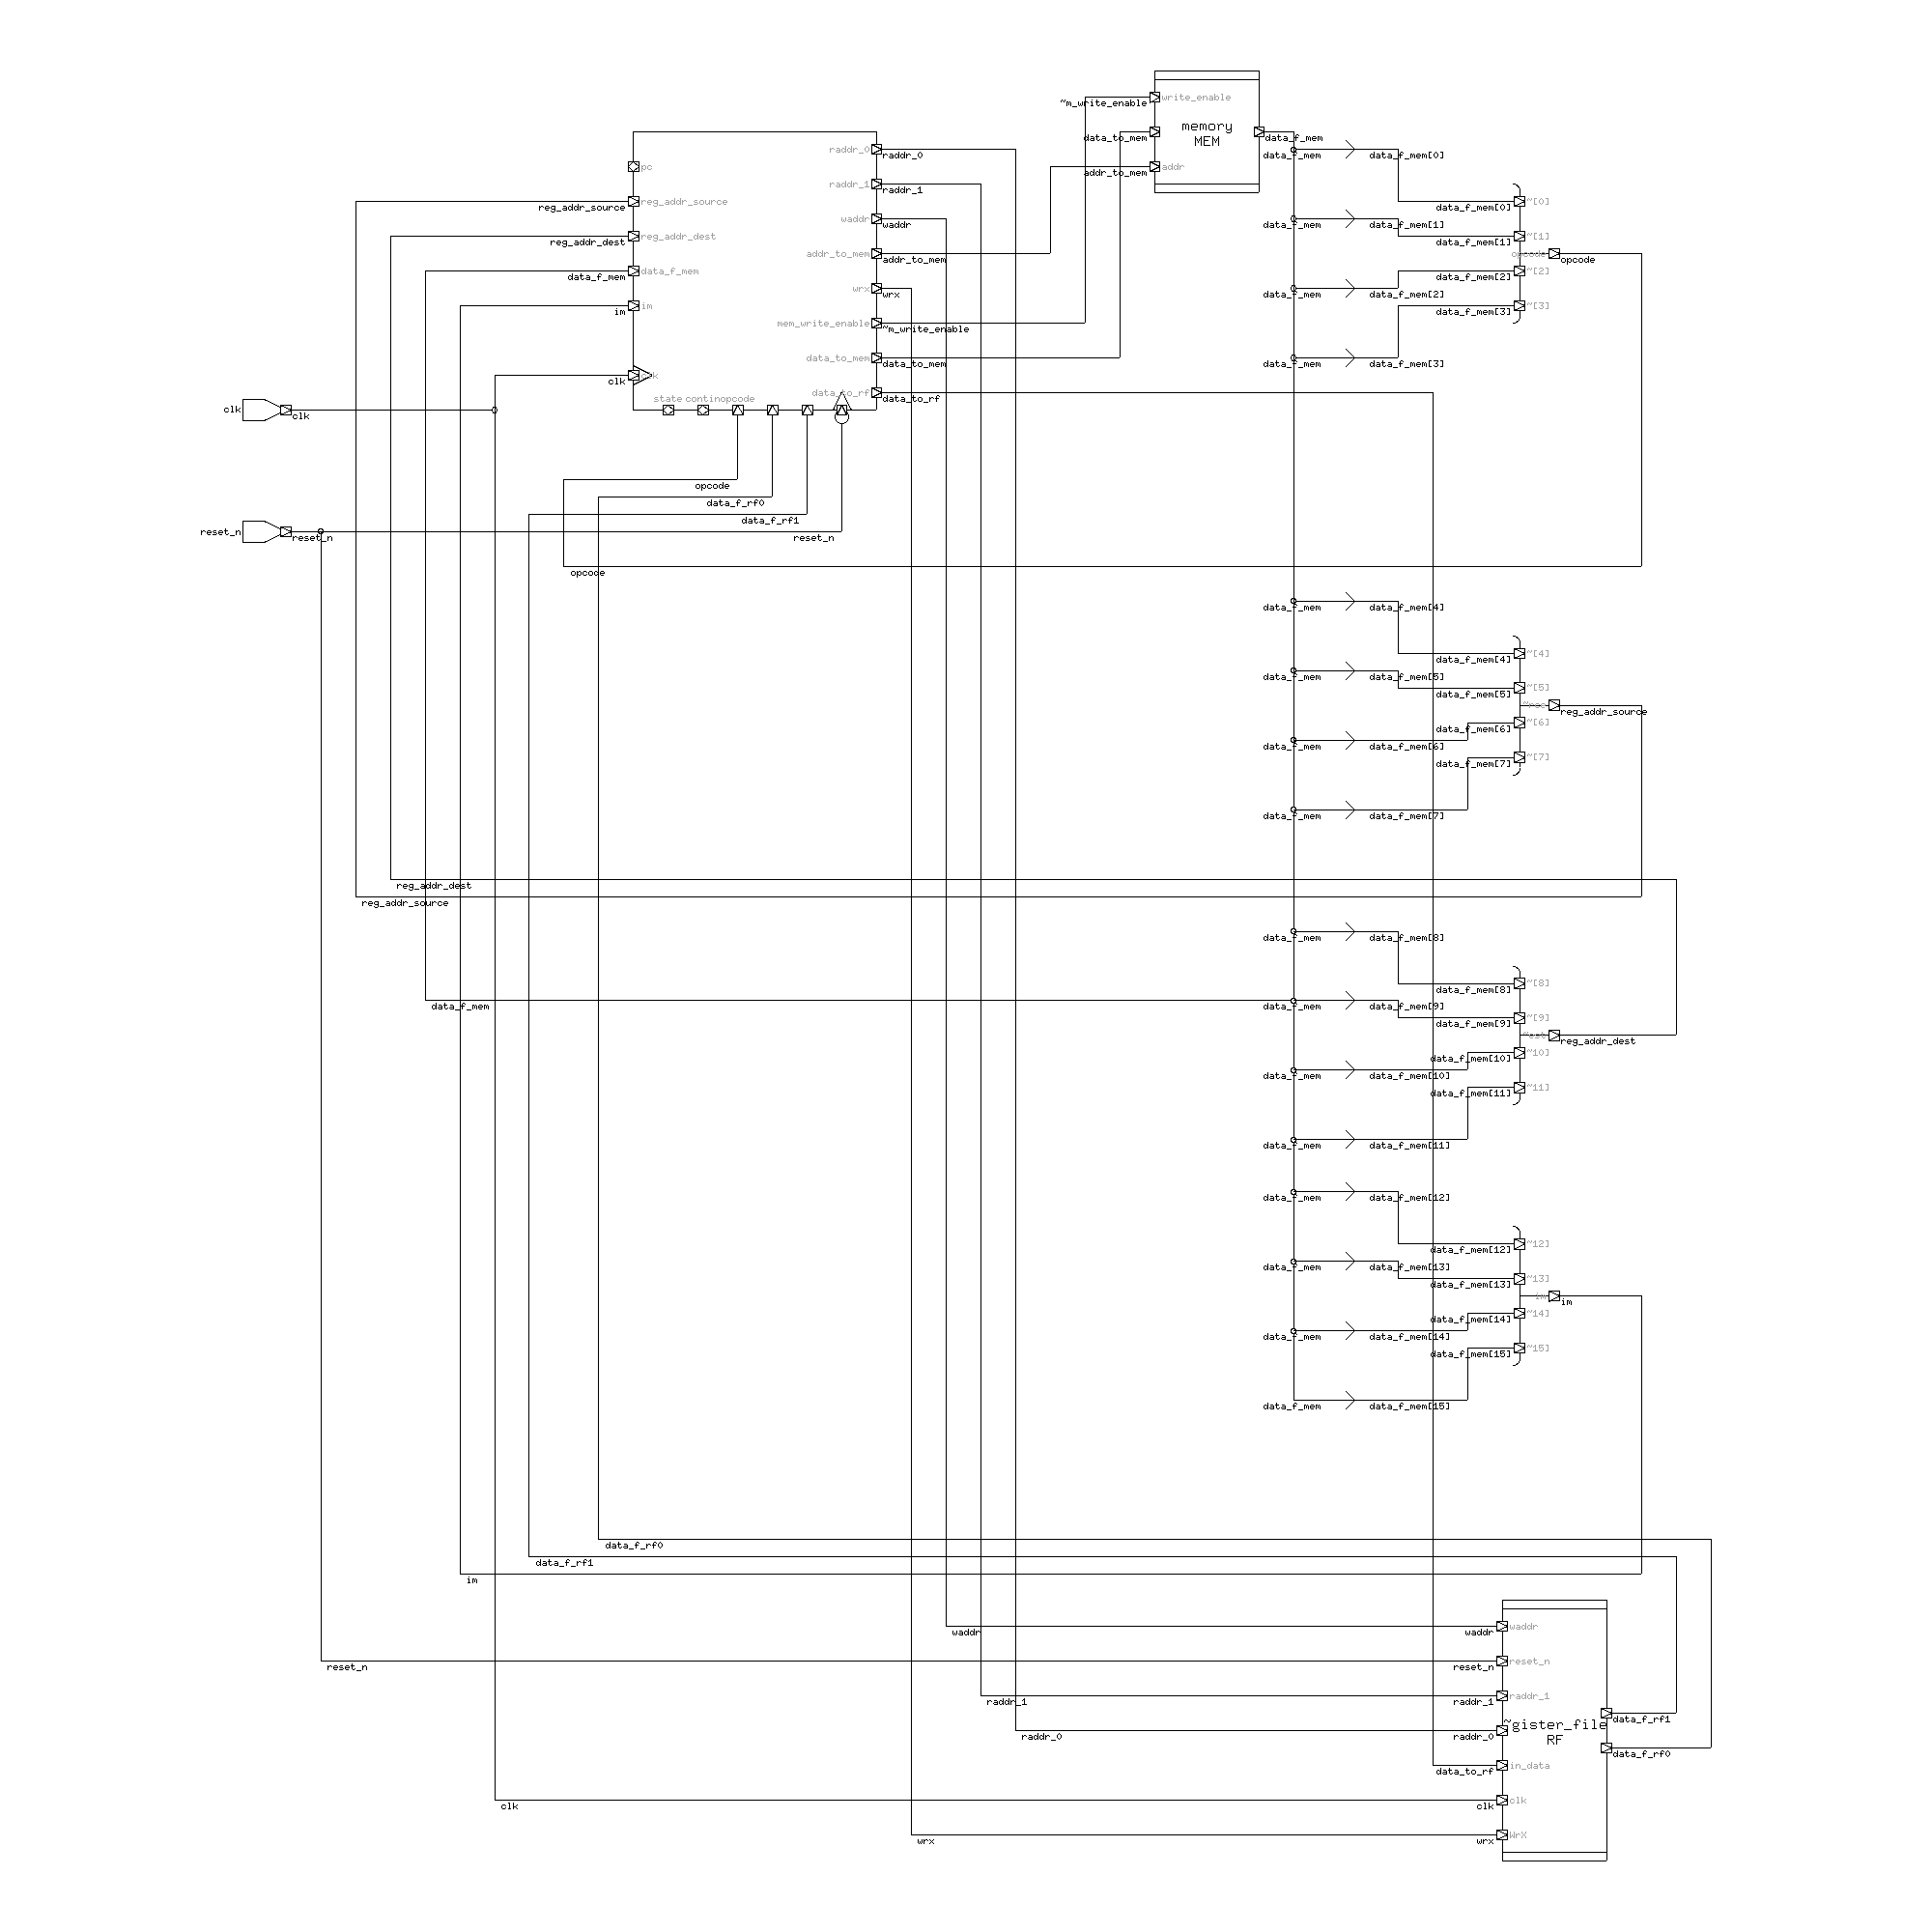 ~m_write_enable
write_enable
memory
MEM
data_to_mem
data_f_mem
addr
addr_to_mem
raddr_0
raddr_0
data_f_mem
data_f_mem[0]
pc
raddr_1
raddr_1
reg_addr_source
reg_addr_source
data_f_mem[0]
~[0]
waddr
waddr
data_f_mem
data_f_mem[1]
reg_addr_dest
reg_addr_dest
data_f_mem[1]
~[1]
addr_to_mem
addr_to_mem
opcode
opcode
data_f_mem
data_f_mem
data_f_mem[2]
~[2]
wrx
wrx
data_f_mem
data_f_mem[2]
im
im
data_f_mem[3]
~[3]
mem_write_enable
~m_write_enable
data_to_mem
data_to_mem
data_f_mem
data_f_mem[3]
clk
clk
data_to_rf
data_to_rf
state
continopcode
clk
clk
opcode
data_f_rf0
data_f_rf1
reset_n
reset_n
reset_n
opcode
data_f_mem
data_f_mem[4]
data_f_mem[4]
~[4]
data_f_mem
data_f_mem[5]
data_f_mem[5]
~[5]
reg_addr_source
data_f_mem[6]
~[6]
data_f_mem
data_f_mem[6]
data_f_mem[7]
~[7]
data_f_mem
data_f_mem[7]
reg_addr_dest
reg_addr_source
data_f_mem
data_f_mem[8]
data_f_mem[8]
~[8]
data_f_mem
data_f_mem
data_f_mem[9]
data_f_mem[9]
~[9]
reg_addr_dest
data_f_mem[10]
~10]
data_f_mem
data_f_mem[10]
data_f_mem[11]
~11]
data_f_mem
data_f_mem[11]
data_f_mem
data_f_mem[12]
data_f_mem[12]
~12]
data_f_mem
data_f_mem[13]
data_f_mem[13]
~13]
im
im
data_f_mem[14]
~14]
data_f_mem
data_f_mem[14]
data_f_mem[15]
~15]
data_f_mem
data_f_mem[15]
data_f_rf0
data_f_rf1
im
waddr
waddr
waddr
reset_n
reset_n
reset_n
raddr_1
raddr_1
raddr_1
data_f_rf1
~gister_file
RF
raddr_0
raddr_0
data_f_rf0
data_to_rf
in_data
clk
clk
clk
wrx
wrx
WrX